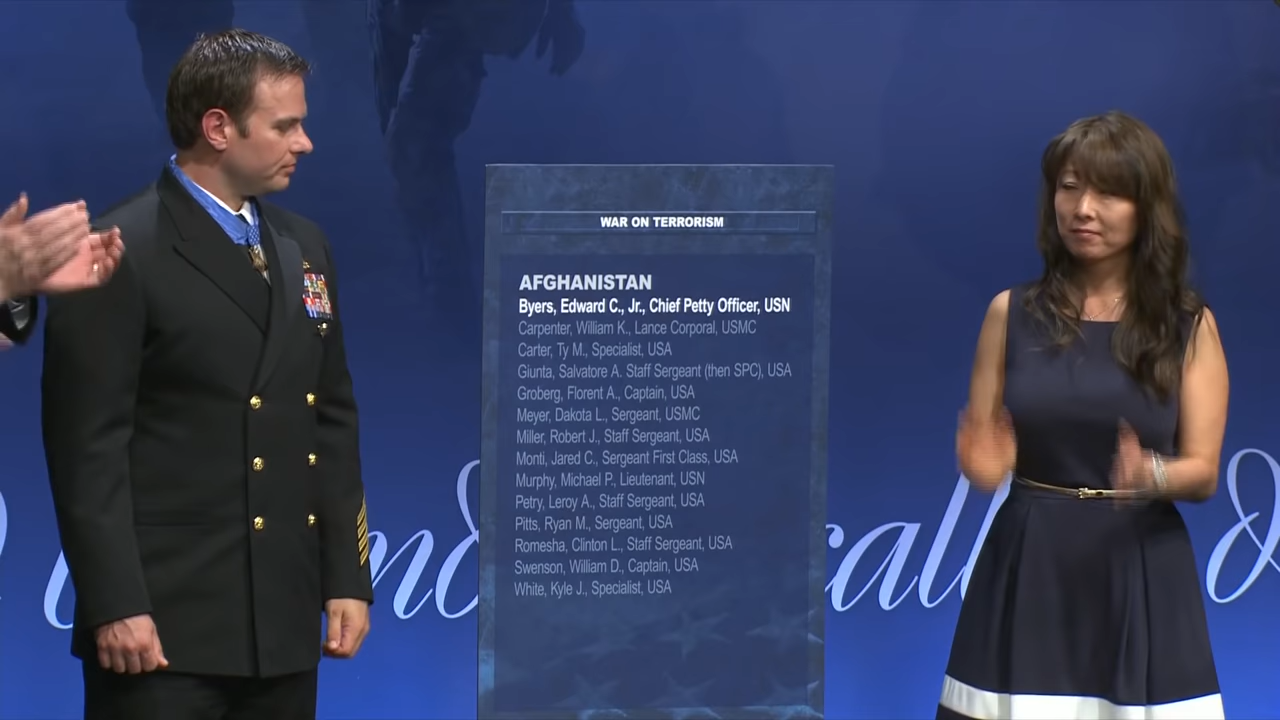 WAR ON TERRORISM
AFGHANISTAN
Byers, Edward C., Jr., Chief Petty Officer, USN
Carpenter, William K., Lance Corporal, USMC
Carter, Ty M., Specialist, USA
Giunta, Salvatore A. Staff Sergeant (then SPC), USA
Groberg, Florent A., Captain, USA
Meyer, Dakota L., Sergeant, USMC
Miller, Robert J., Staff Sergeant, USA
Monti, Jared C., Sergeant First Class, USA
Murphy, Michael P., Lieutenant, USN
Petry, Leroy A., Staff Sergeant, USA
Pitts, Ryan M., Sergeant, USA
Romesha, Clinton L., Staff Sergeant, USA
Swenson, William D., Captain, USA
White, Kyle J., Specialist, USA